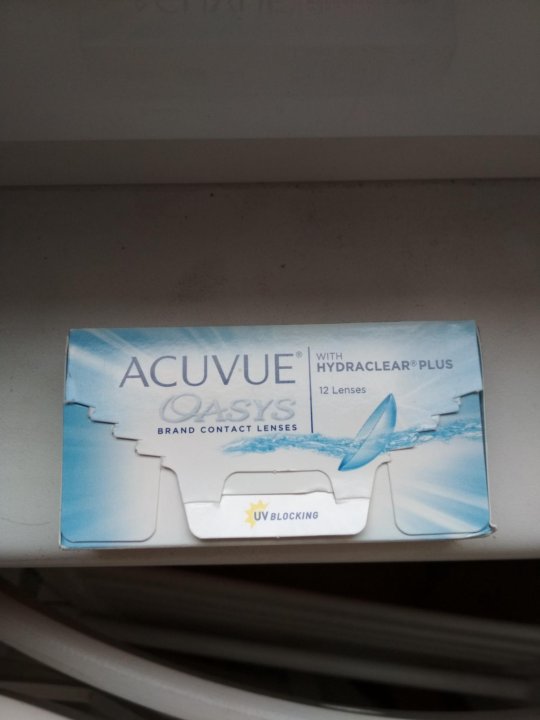 ACUVUE®
OASYS
BRAND CONTACT LENSES
WITH
HYDRACLEAR® PLUS
12 Lenses
UV BLOCKING